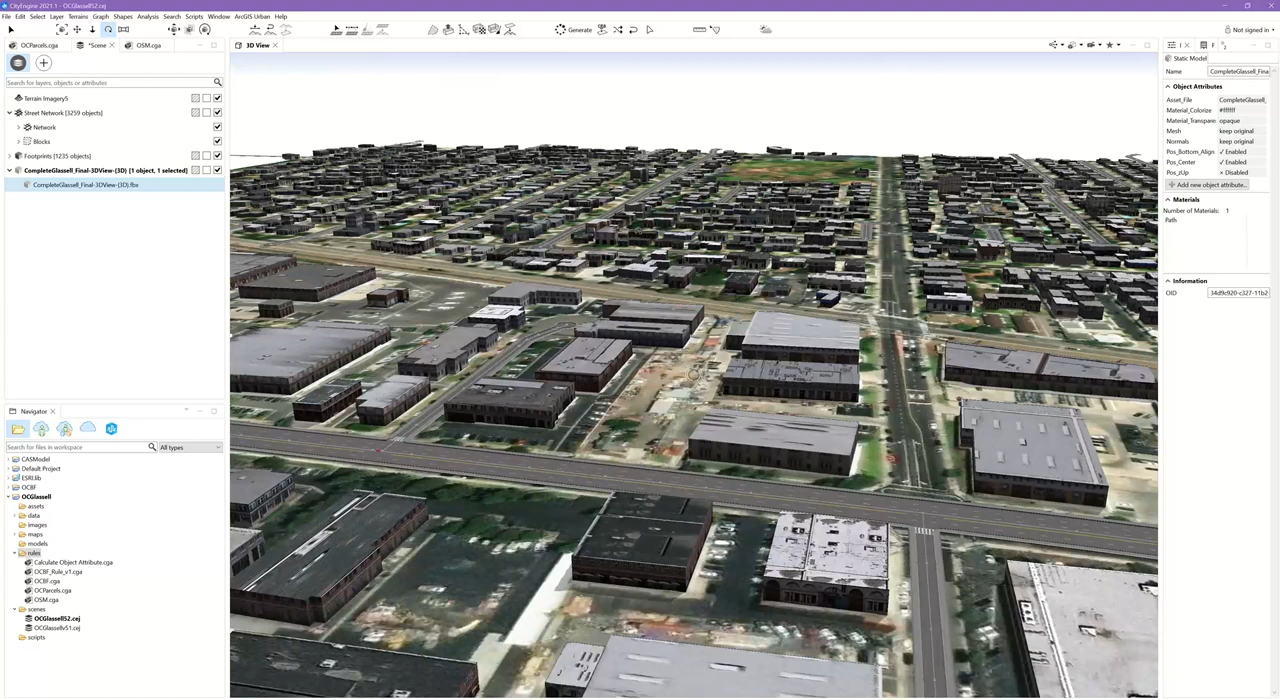 CityEngine 2021.1 - OCGlassell52.cej
File Edit Select Layer Terrains Graph Shapes Analysis Search Scripts Window ArcGIS Urban Help
Generate
Not signed in
OCParcels.cga
*Scene
OSM.cga
3D View
Search for layers, objects or attributes
Terrain Imagery5
Street Network [3259 objects]
Network
Blocks
Footprints [1235 objects]
CompleteGlassell_Final-3DView-{3D} [1 object, 1 selected]
CompleteGlassell_Final-3DView-{3D}.fbx
Navigator
Search for files in workspace
All types
CASModel
Default Project
ESRI.lib
OCBF
OCGlassell
assets
data
images
maps
models
rules
Calculate Object Attribute.cga
OCBF_Rule_v1.cga
OCBF.cga
OCParcels.cga
OSM.cga
scenes
OCGlassell52.cej
OCGlassellv51.cej
scripts
Static Model
Name CompleteGlassell_Fina
Object Attributes
Asset_File CompleteGlassell_
Material_Colorize #ffffff
Material_Transpare opaque
Mesh keep original
Normals keep original
Pos_Bottom_Align ✓ Enabled
Pos_Center ✓ Enabled
Pos_zUp × Disabled
Add new object attribute...
Materials
Number of Materials: 1
Path
Information
OID 34d9c920-c327-11b2